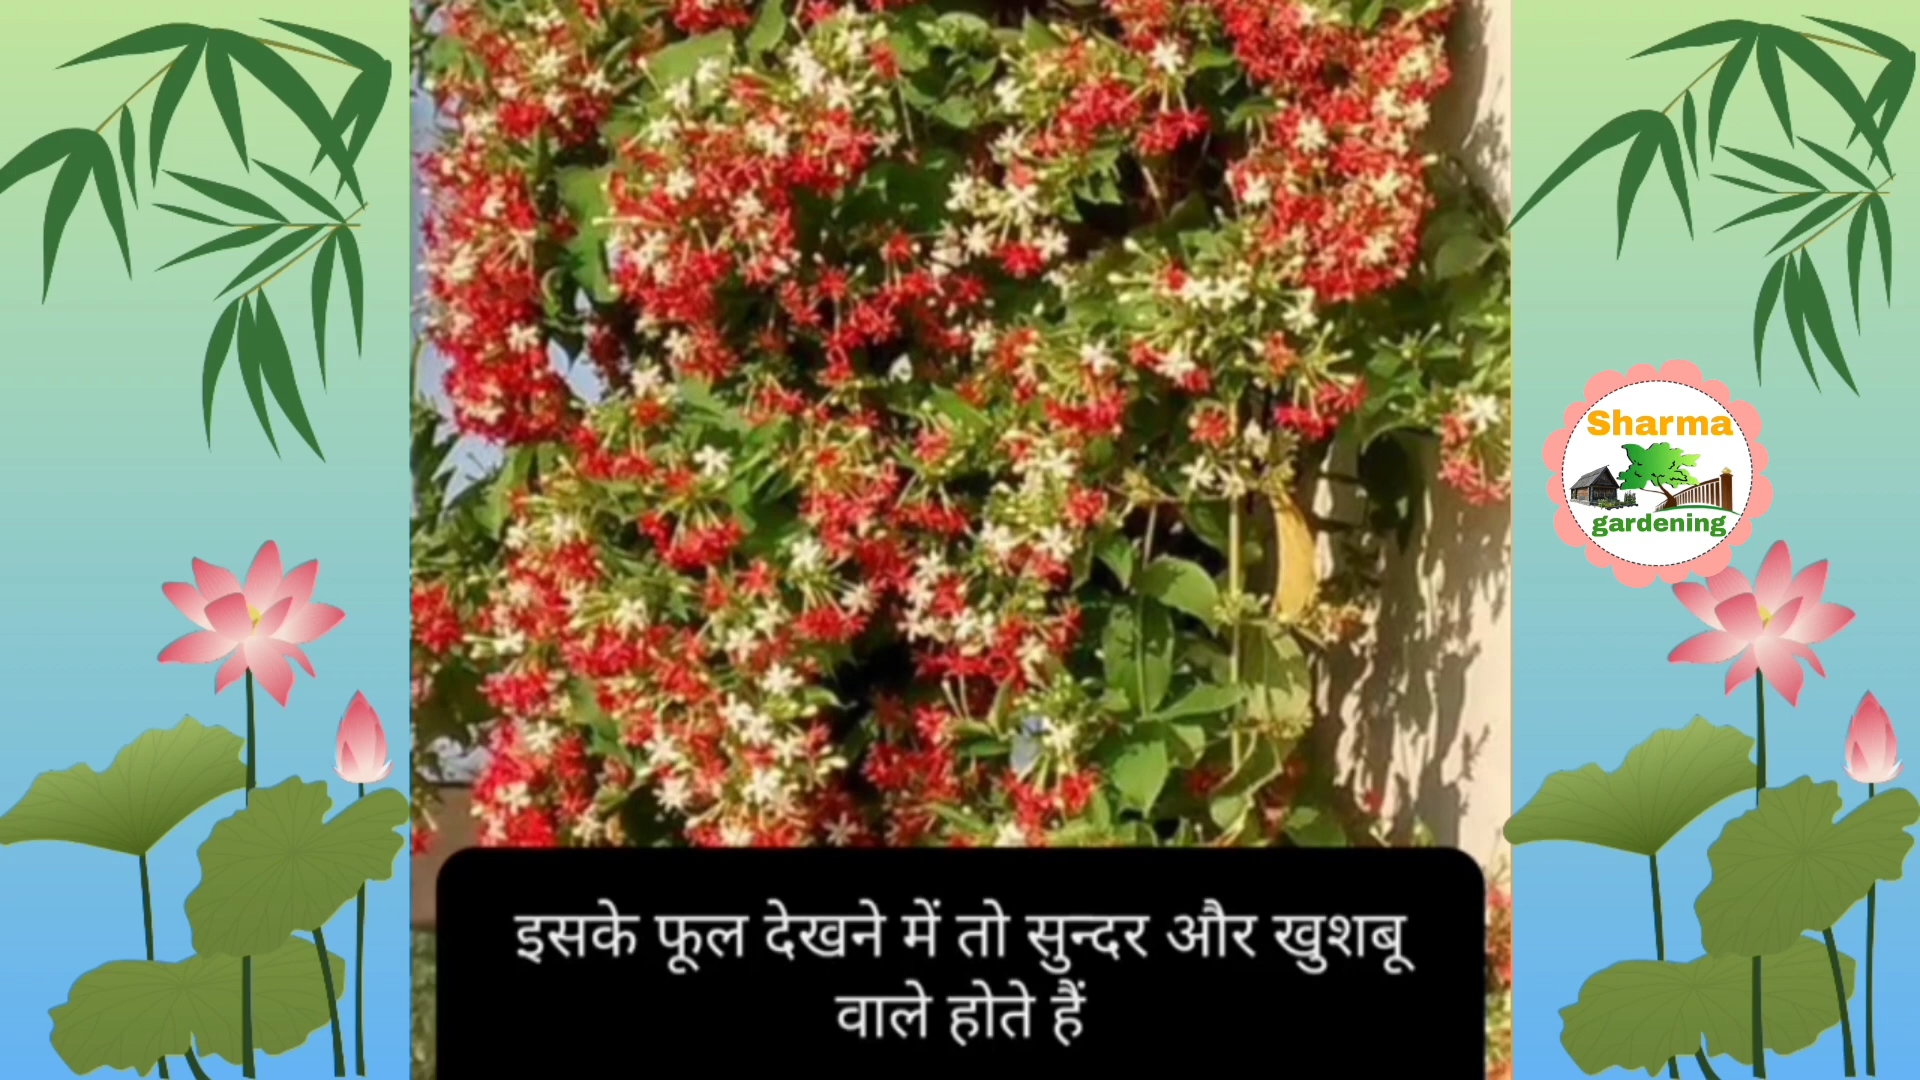 Sharma
gardening
इसके फूल देखने में तो सुन्दर और खुशबू
वाले होते हैं